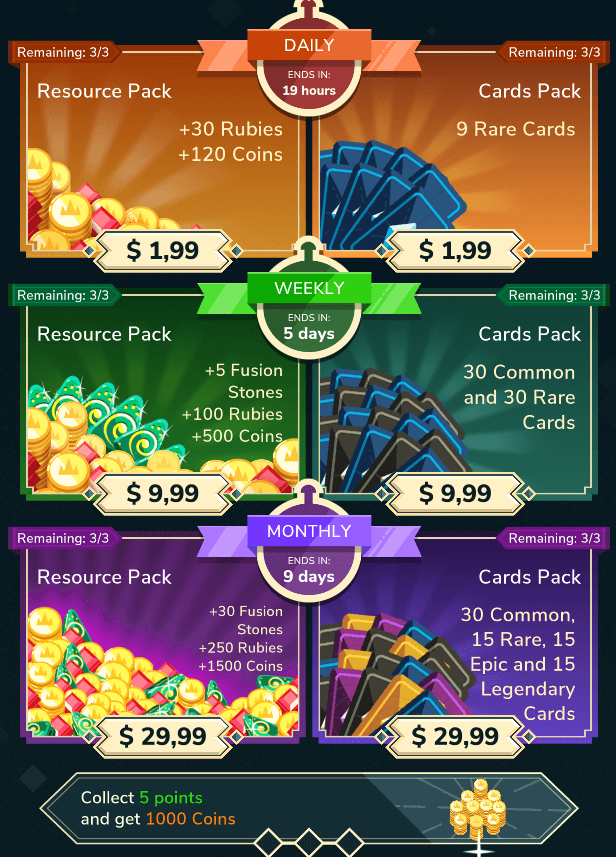 DAILY
Remaining: 3/3
Remaining: 3/3
ENDS IN:
19 hours
Resource Pack
+30 Rubies
+120 Coins
$ 1,99
Cards Pack
9 Rare Cards
$ 1,99
WEEKLY
Remaining: 3/3
Remaining: 3/3
ENDS IN:
5 days
Resource Pack
+5 Fusion
Stones
+100 Rubies
+500 Coins
$ 9,99
Cards Pack
30 Common
and 30 Rare
Cards
$ 9,99
MONTHLY
Remaining: 3/3
Remaining: 3/3
ENDS IN:
9 days
Resource Pack
+30 Fusion
Stones
+250 Rubies
+1500 Coins
$ 29,99
Cards Pack
30 Common,
15 Rare, 15
Epic and 15
Legendary
Cards
$ 29,99
Collect 5 points
and get 1000 Coins